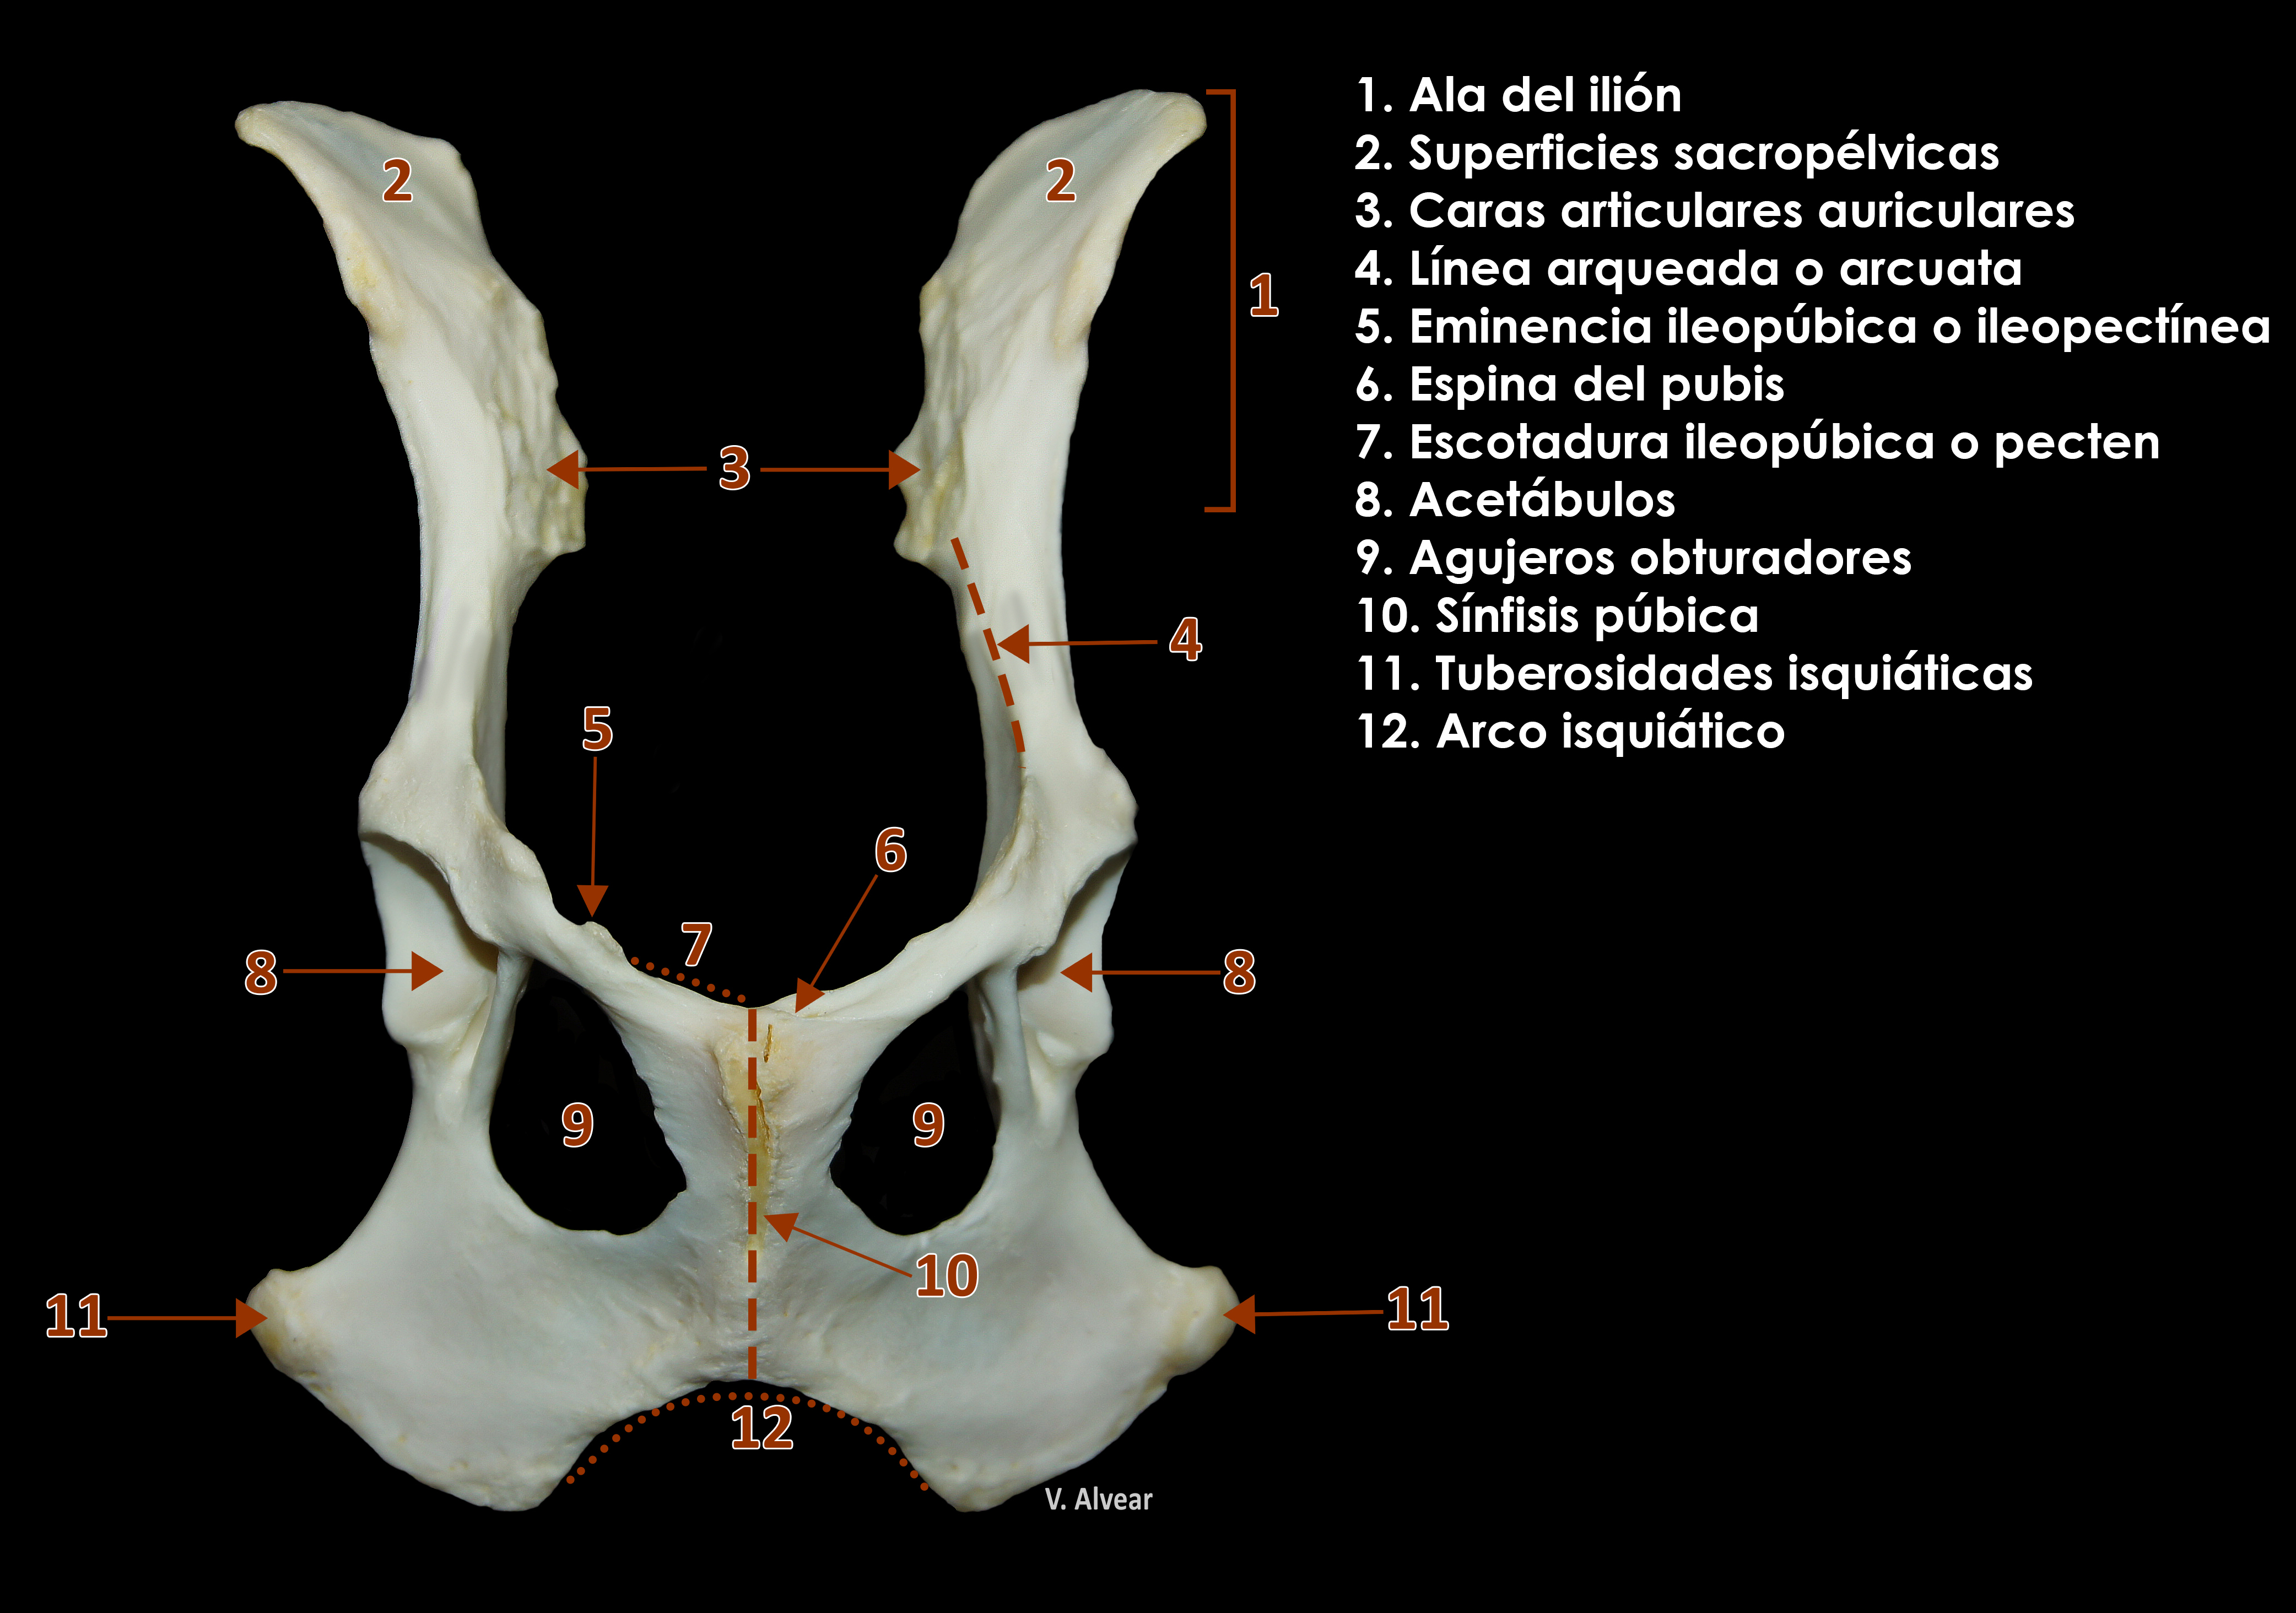 1. Ala del ilión
2. Superficies sacropélvicas
3. Caras articulares auriculares
4. Línea arqueada o arcuata
5. Eminencia ileopúbica o ileopectínea
6. Espina del pubis
7. Escotadura ileopúbica o pecten
8. Acetábulos
9. Agujeros obturadores
10. Sínfisis púbica
11. Tuberosidades isquiáticas
12. Arco isquiático
2
2
1
3
4
5
6
7
8
8
9
9
10
11
11
12
V. Alvear